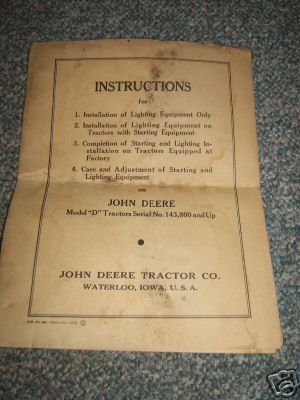 INSTRUCTIONS
for
1. Installation of Lighting Equipment Only
2. Installation of Lighting Equipment on
Tractors with Starting Equipment
3. Completion of Starting and Lighting In-
stallation on Tractors Equipped at
Factory
4. Care and Adjustment of Starting and
Lighting Equipment
on
JOHN DEERE
Model "D" Tractors Serial No. 143,800 and Up
JOHN DEERE TRACTOR CO.
WATERLOO, IOWA, U. S. A.